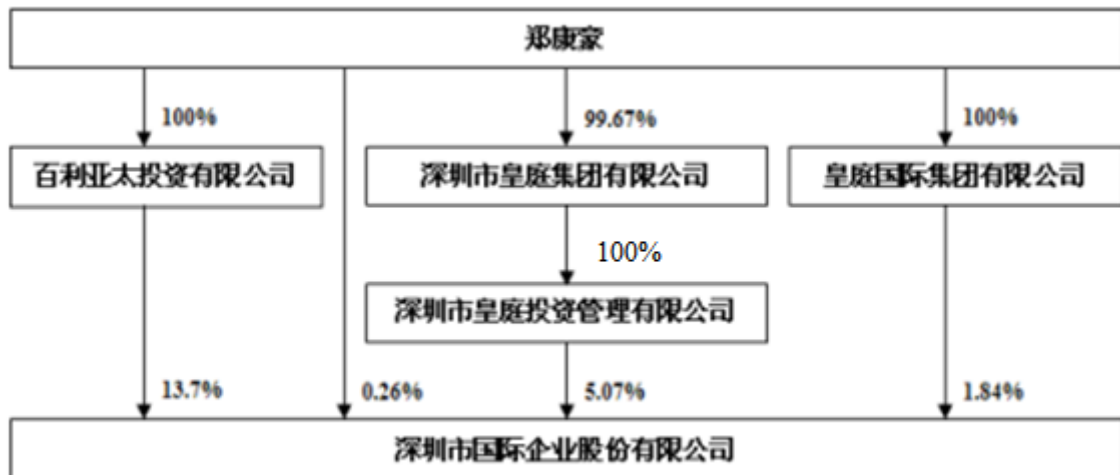 郑康豪
100%
99.67%
100%
百利亚太投资有限公司
深圳市皇庭集团有限公司
皇庭国际集团有限公司
100%
深圳市皇庭投资管理有限公司
13.7%
0.26%
5.07%
1.84%
深圳市国际企业股份有限公司